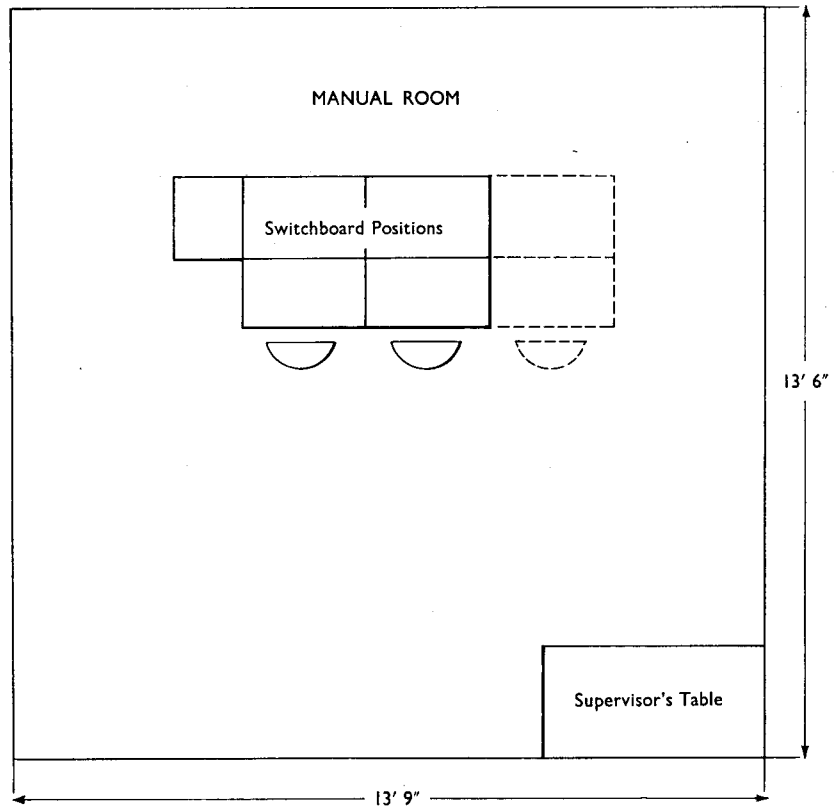 MANUAL ROOM
Switchboard Positions
13' 6"
Supervisor's Table
13' 9"